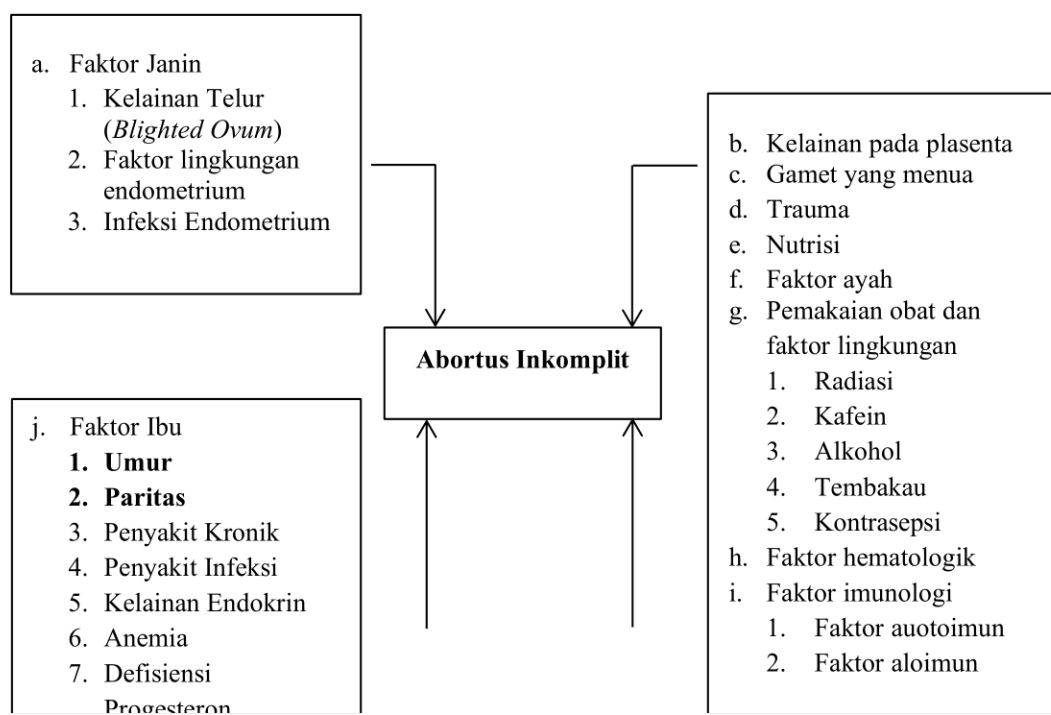 a. Faktor Janin
1. Kelainan Telur
(Blighted Ovum)
2. Faktor lingkungan
endometrium
3. Infeksi Endometrium
b. Kelainan pada plasenta
c. Gamet yang menua
d. Trauma
e. Nutrisi
f. Faktor ayah
g. Pemakaian obat dan
faktor lingkungan
1. Radiasi
2. Kafein
3. Alkohol
4. Tembakau
5. Kontrasepsi
h. Faktor hematologik
i. Faktor imunologi
1. Faktor auotoimun
2. Faktor aloimun
Abortus Inkomplit
j. Faktor Ibu
1. Umur
2. Paritas
3. Penyakit Kronik
4. Penyakit Infeksi
5. Kelainan Endokrin
6. Anemia
7. Defisiensi
Progesteron